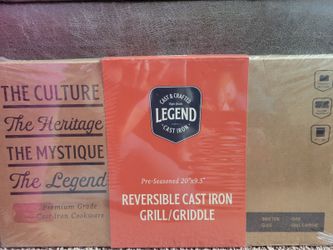 THE CULTURE
The Heritage
THE MYSTIQUE
The Legend
Premium Grade
Cast Iron Cookware
CAST & CRAFTED
LEGEND
CAST IRON
Pre-Seasoned 20"x9.5"
REVERSIBLE CAST IRON
GRILL/GRIDDLE